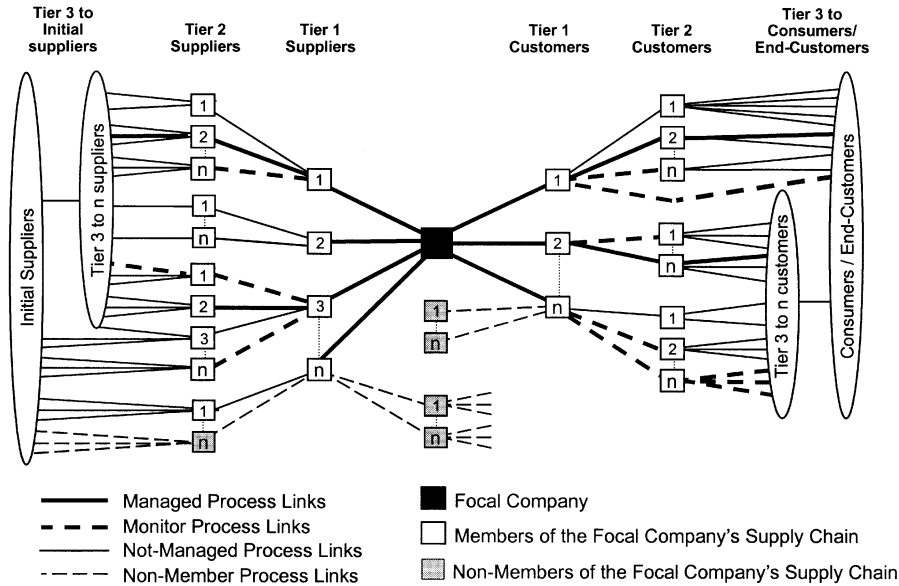 Tier 3 to
Initial
suppliers
Tier 2
Suppliers
Tier 1
Suppliers
Tier 1
Customers
Tier 2
Customers
Tier 3 to
Consumers/
End-Customers
Initial Suppliers
Tier 3 to n suppliers
1
2
n
1
n
1
2
3
n
1
n
1
2
3
n
1
n
1
n
1
2
n
1
2
n
1
n
1
2
n
Tier 3 to n customers
Consumers / End-Customers
Managed Process Links
Monitor Process Links
Not-Managed Process Links
Non-Member Process Links
Focal Company
Members of the Focal Company's Supply Chain
Non-Members of the Focal Company's Supply Chain